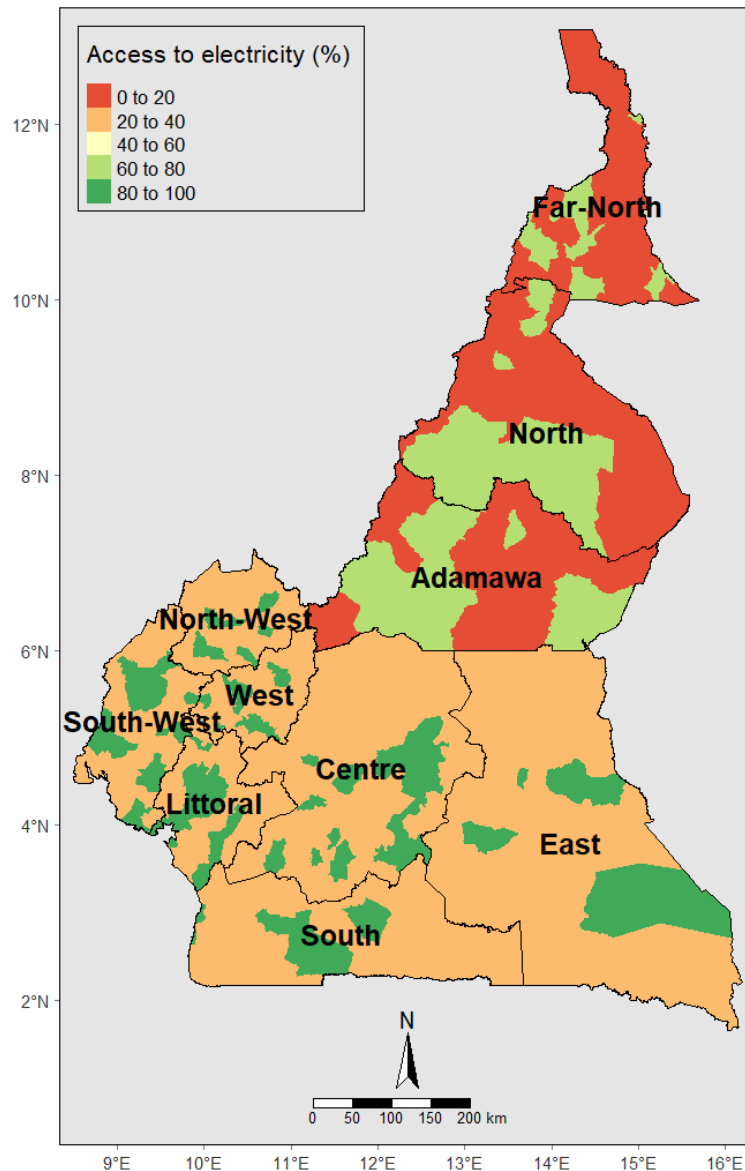 Access to electricity (%)
0 to 20
20 to 40
40 to 60
60 to 80
80 to 100
12°N
10°N
8°N
6°N
4°N
2°N
Far-North
North
Adamawa
North-West
West
South-West
Centre
Littoral
East
South
N
0 50 100 150 200 km
9°E 10°E 11°E 12°E 13°E 14°E 15°E 16°E